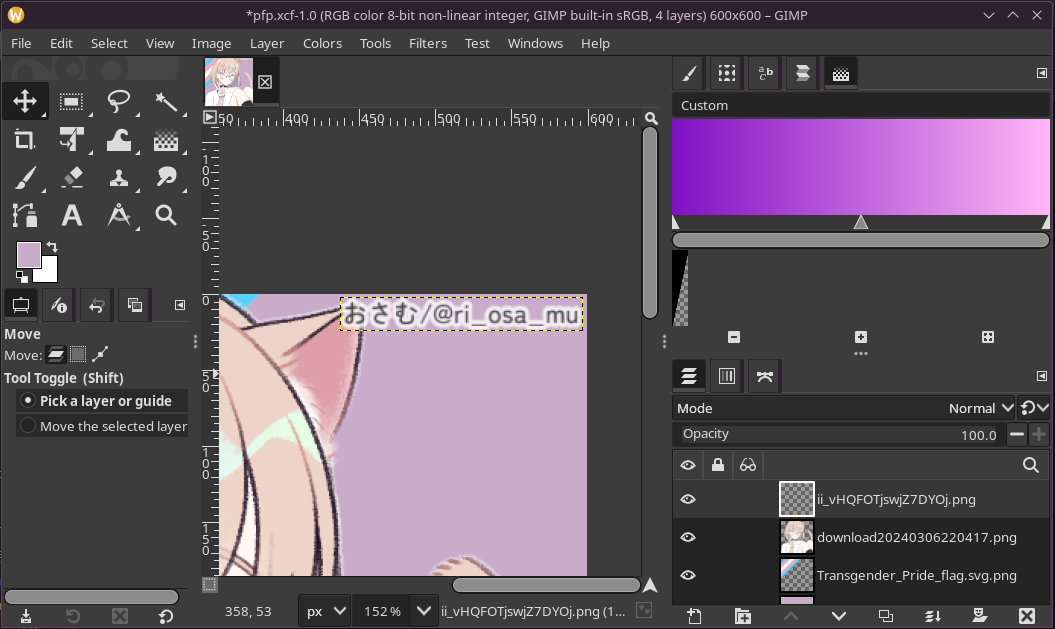 *pfp.xcf-1.0 (RGB color 8-bit non-linear integer, GIMP built-in sRGB, 4 layers) 600x600 – GIMP
File Edit Select View Image Layer Colors Tools Filters Test Windows Help
Custom
50 400 450 500 550 600
100
50
0
50
100
150
おさむ/@ri_osa_mu
Move
Move:
Tool Toggle (Shift)
Pick a layer or guide
Move the selected layer
Mode Normal
Opacity 100.0
ii_vHQFOTjswjZ7DYOj.png
download20240306220417.png
Transgender_Pride_flag.svg.png
358, 53 px 152 % ii_vHQFOTjswjZ7DYOj.png (1...